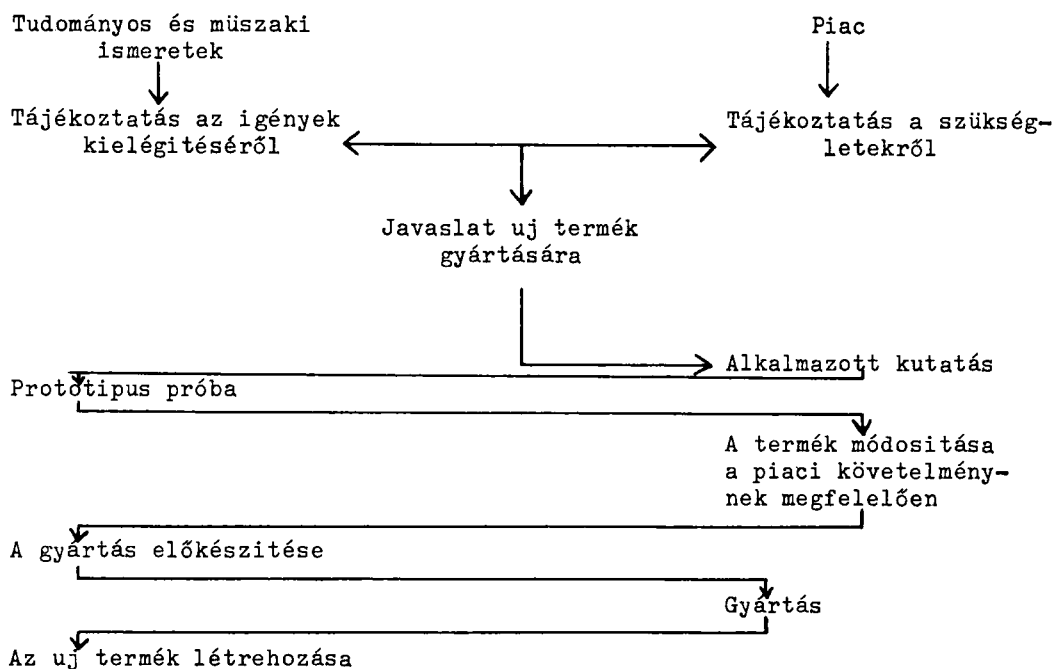 Tudományos és müszaki
ismeretek
Piac
Tájékoztatás az igények
kielégitéséről
Tájékoztatás a szükség-
letekről
Javaslat uj termék
gyártására
Alkalmazott kutatás
Prototipus próba
A termék módositása
a piaci követelmény-
nek megfelelően
A gyártás előkészitése
Gyártás
Az uj termék létrehozása